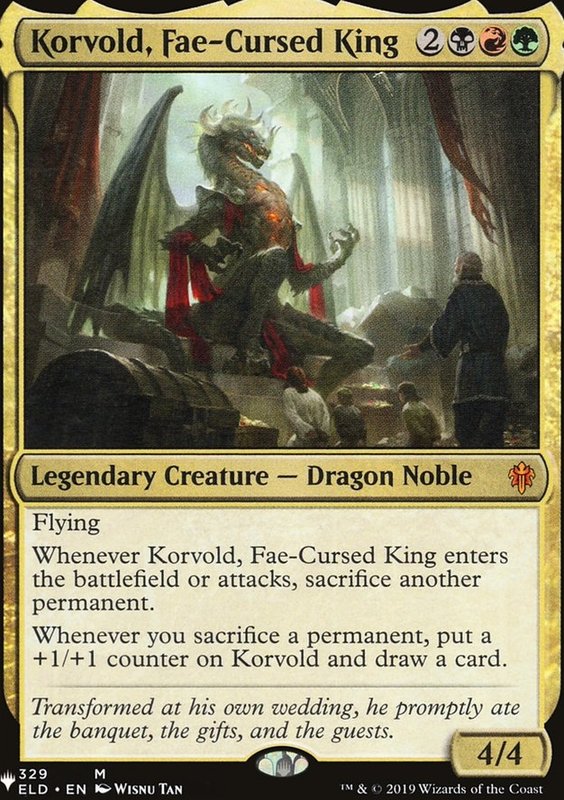 Korvold, Fae-Cursed King 2
Legendary Creature — Dragon Noble
Flying
Whenever Korvold, Fae-Cursed King enters
the battlefield or attacks, sacrifice another
permanent.
Whenever you sacrifice a permanent, put a
+1/+1 counter on Korvold and draw a card.
Transformed at his own wedding, he promptly ate
the banquet, the gifts, and the guests.
4/4
329 M
ELD • EN Wisnu Tan
™ & © 2019 Wizards of the Coast